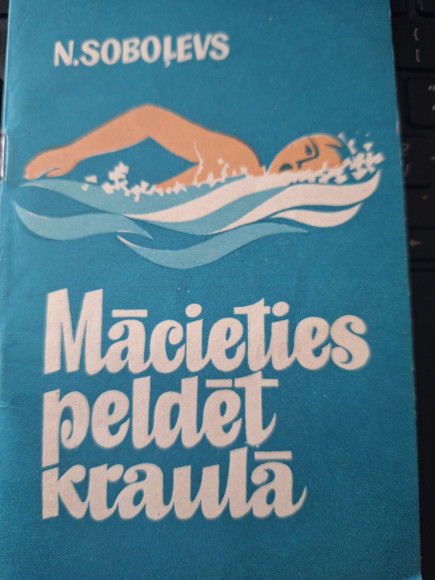 N.SOBOĻEVS
Mācieties
peldēt
kraulā